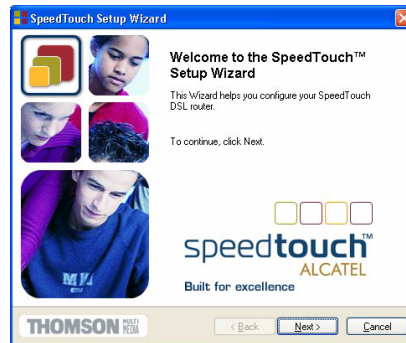 SpeedTouch Setup Wizard
Welcome to the SpeedTouch™
Setup Wizard
This Wizard helps you configure your SpeedTouch
DSL router.
To continue, click Next.
speedtouch™
ALCATEL
Built for excellence
THOMSON MULTI MEDIA
< Back
Next >
Cancel